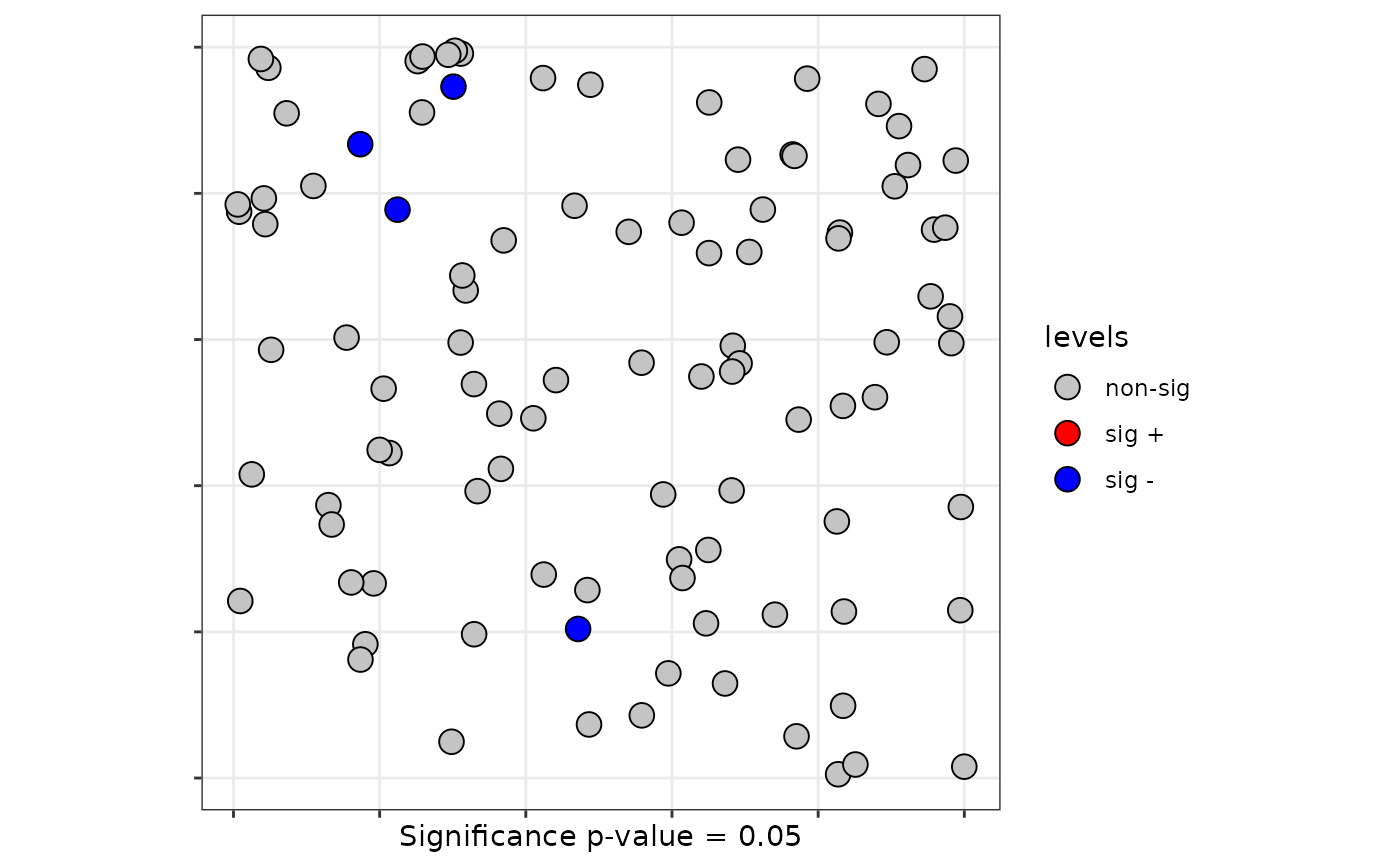 levels
non-sig
sig +
sig -
Significance p-value = 0.05